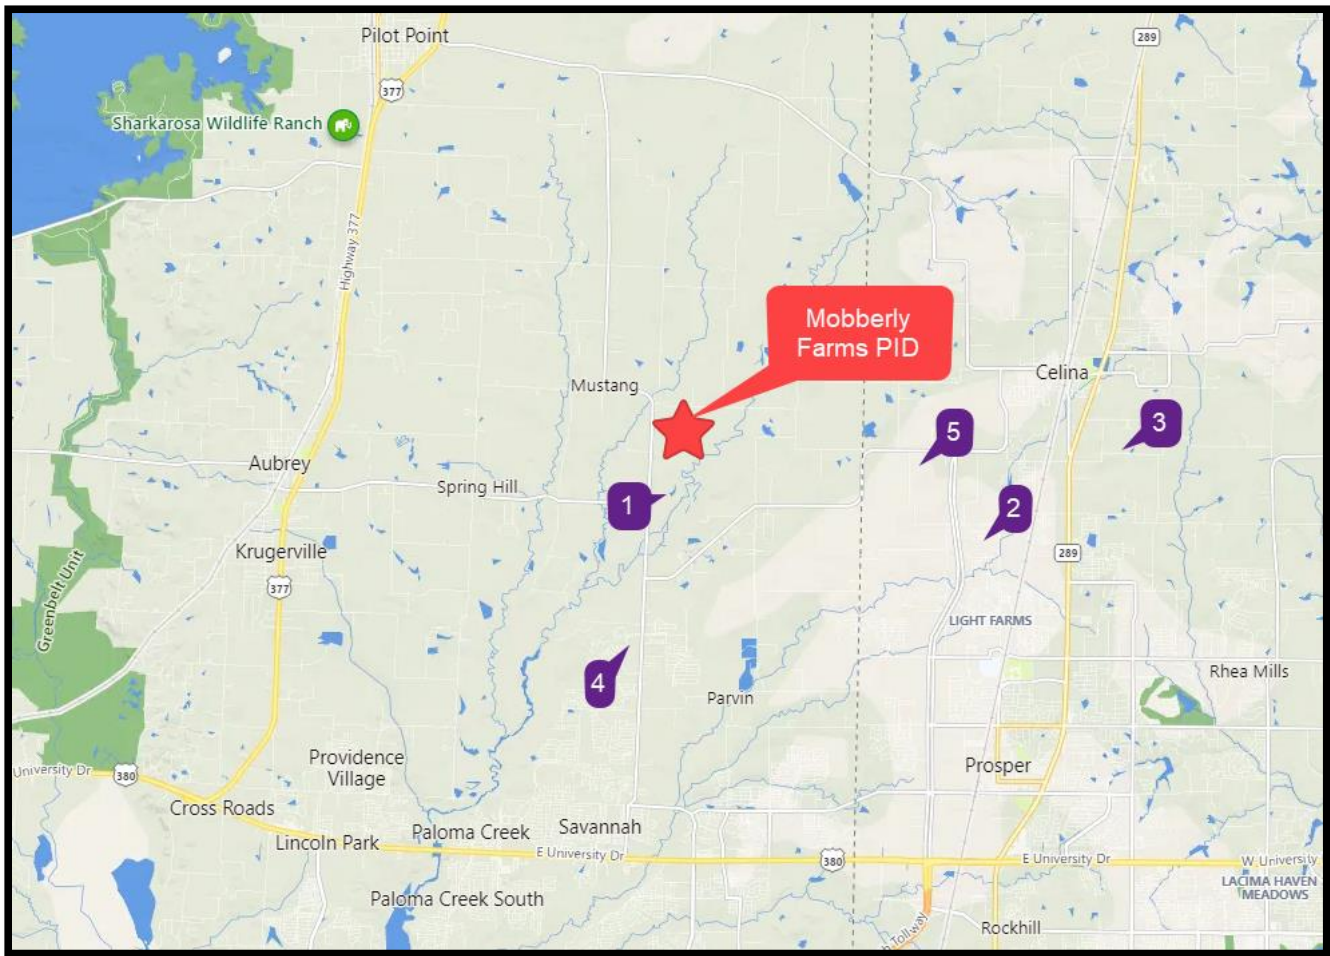 Pilot Point
289
377
Sharkarosa Wildlife Ranch
Highway 377
Mobberly
Farms PID
Mustang
Celina
3
5
Aubrey
Spring Hill
1
2
Krugerville
289
377
Greenbelt Unit
LIGHT FARMS
4
Rhea Mills
Parvin
Providence
Village
Prosper
University Dr
380
Cross Roads
Paloma Creek
Savannah
Lincoln Park
E University Dr
380
E University Dr
W University
LACIMA HAVEN
MEADOWS
Paloma Creek South
Rockhill
h Tollway